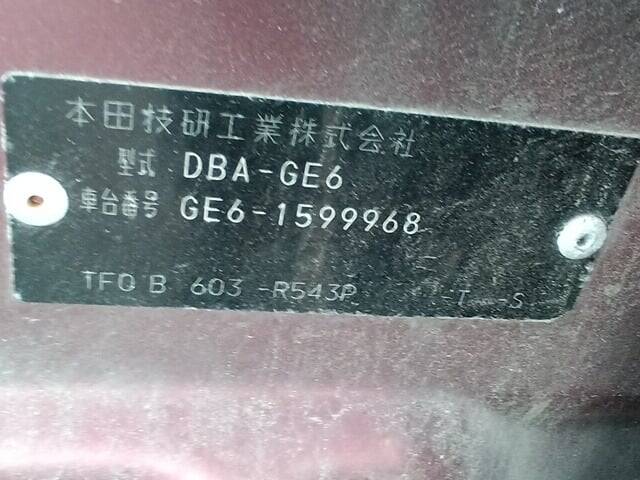 本田技研工業株式会社
型式 DBA-GE6
車台番号 GE6-1599968
TF0 B 603 -R543P -T -S